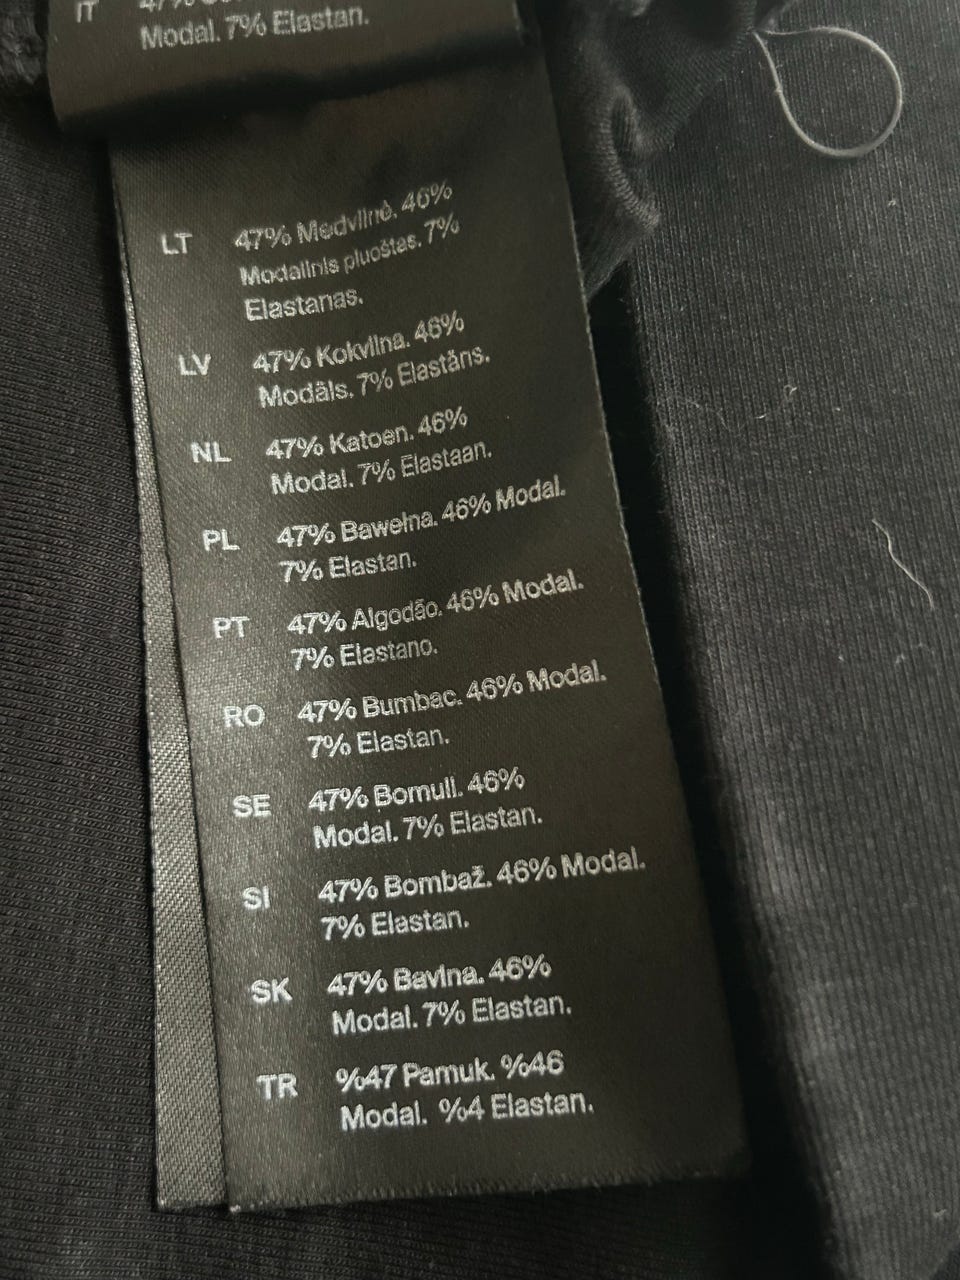 IT 47%
Modal. 7% Elastan.
LT 47% Medvilnė. 46%
Modalinis pluoštas. 7%
Elastanas.
LV 47% Kokvilna. 46%
Modāls. 7% Elastāns.
NL 47% Katoen. 46%
Modal. 7% Elastaan.
PL 47% Bawełna. 46% Modal.
7% Elastan.
PT 47% Algodão. 46% Modal.
7% Elastano.
RO 47% Bumbac. 46% Modal.
7% Elastan.
SE 47% Bomull. 46%
Modal. 7% Elastan.
SI 47% Bombaž. 46% Modal.
7% Elastan.
SK 47% Bavlna. 46%
Modal. 7% Elastan.
TR %47 Pamuk. %46
Modal. %4 Elastan.